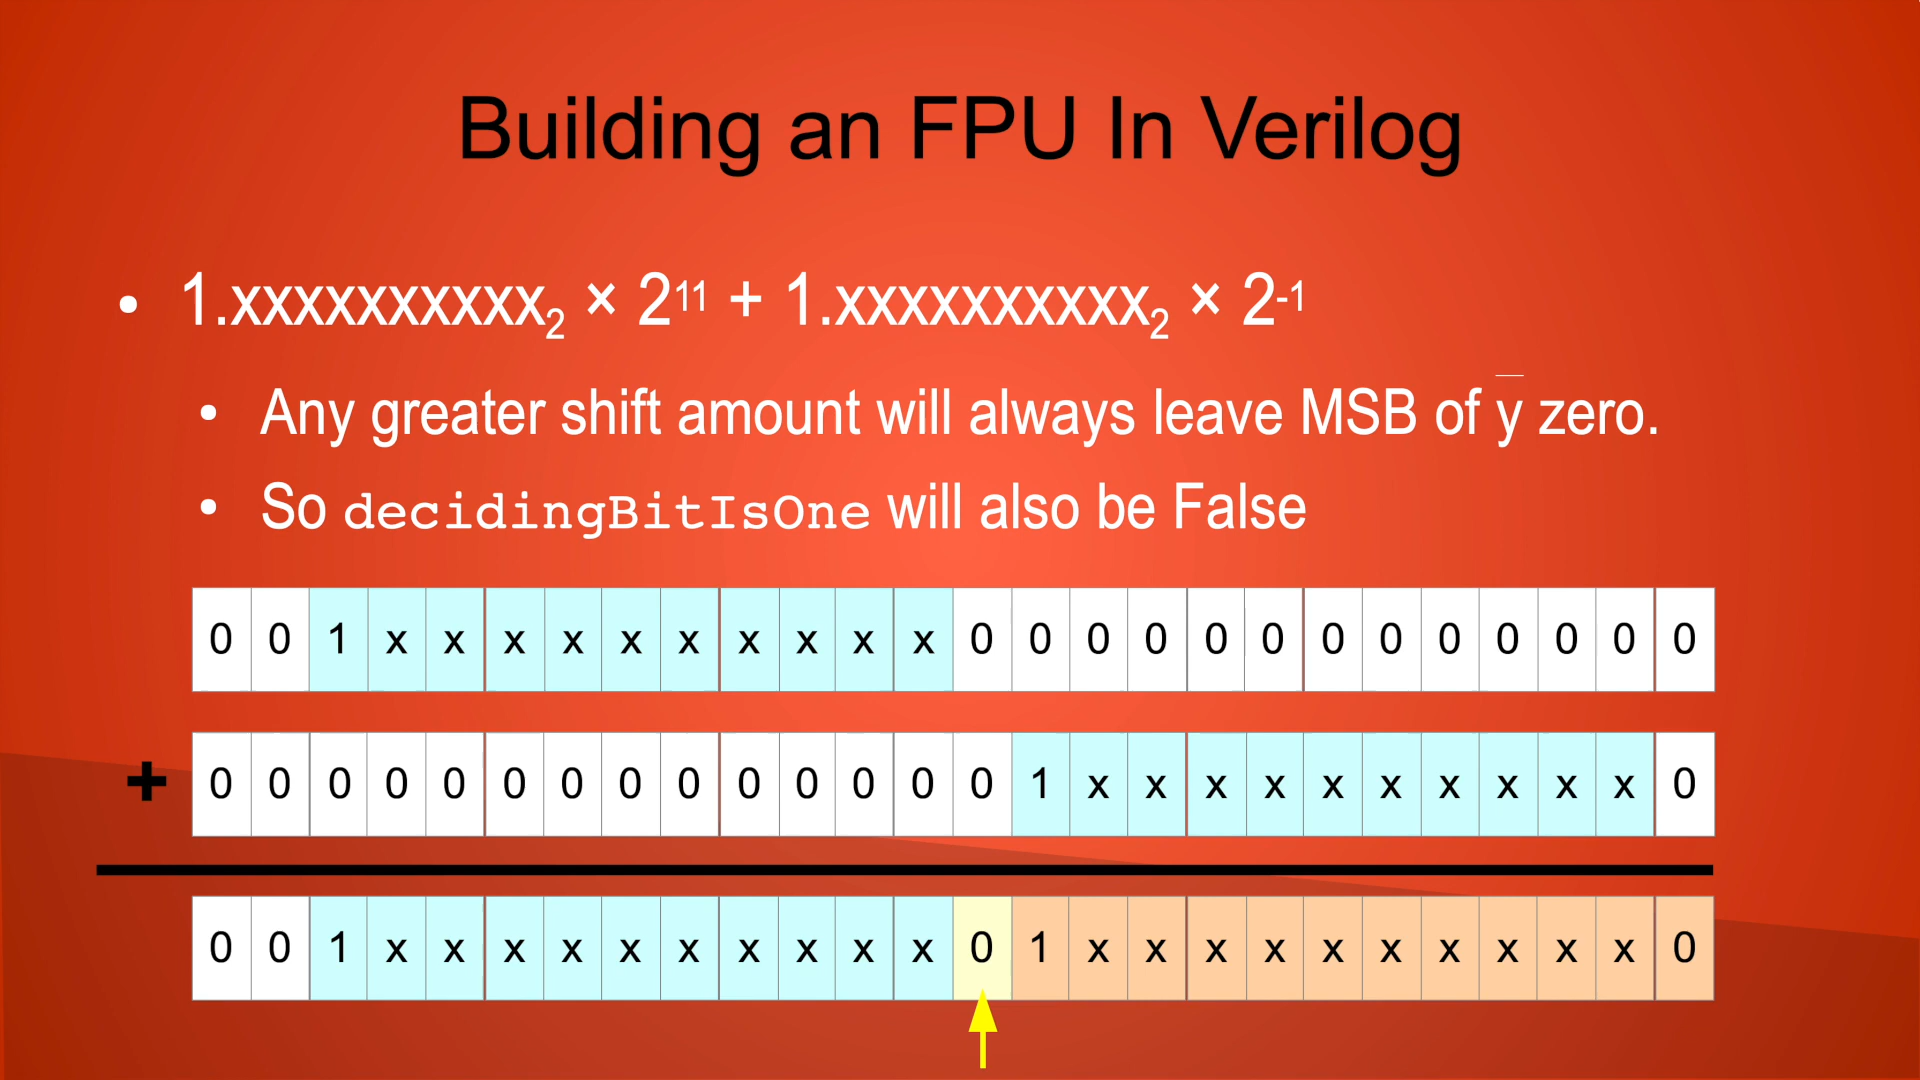 Building an FPU In Verilog
• 1.xxxxxxxxxx₂ × 2¹¹ + 1.xxxxxxxxxx₂ × 2⁻¹
• Any greater shift amount will always leave MSB of y̅ zero.
• So decidingBitIsOne will also be False
0 0 1 x x x x x x x x x x 0 0 0 0 0 0 0 0 0 0 0 0 0
+ 0 0 0 0 0 0 0 0 0 0 0 0 0 0 1 x x x x x x x x x x 0
0 0 1 x x x x x x x x x x 0 1 x x x x x x x x x x 0